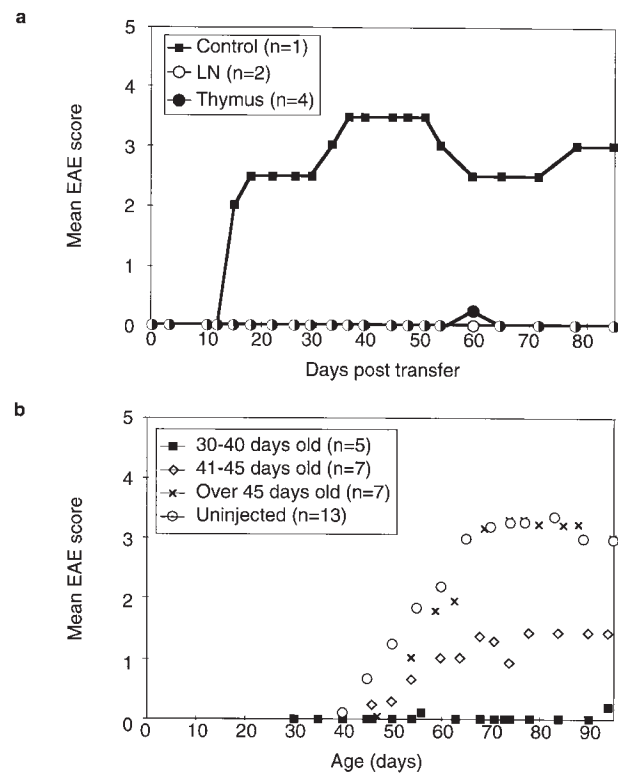 a
5
4
3
2
1
0
Mean EAE score
Control (n=1)
LN (n=2)
Thymus (n=4)
0 10 20 30 40 50 60 70 80
Days post transfer
b
5
4
3
2
1
0
Mean EAE score
30-40 days old (n=5)
41-45 days old (n=7)
Over 45 days old (n=7)
Uninjected (n=13)
0 10 20 30 40 50 60 70 80 90
Age (days)